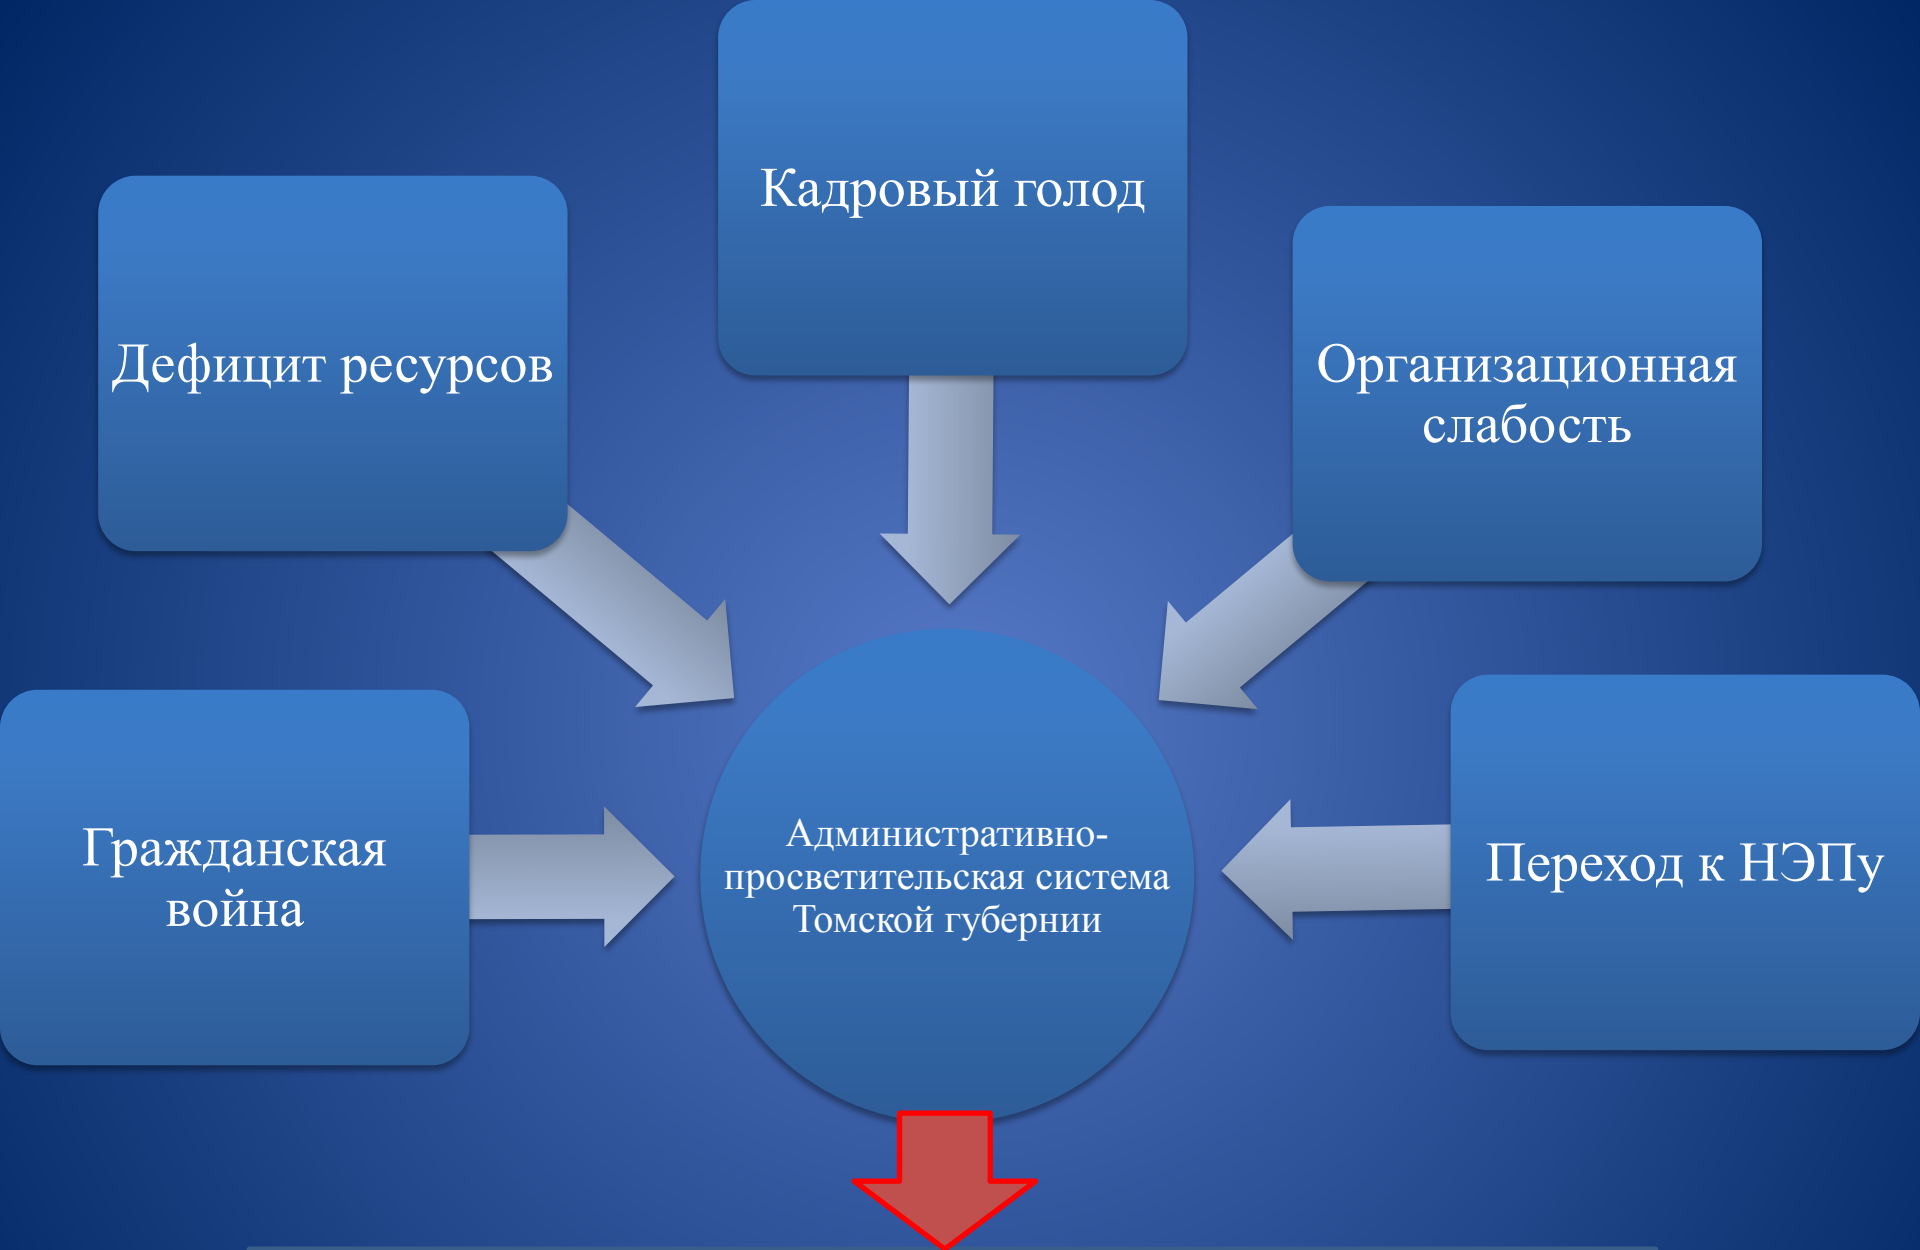 Кадровый голод
Дефицит ресурсов
Организационная
слабость
Гражданская
война
Административно-
просветительская система
Томской губернии
Переход к НЭПу